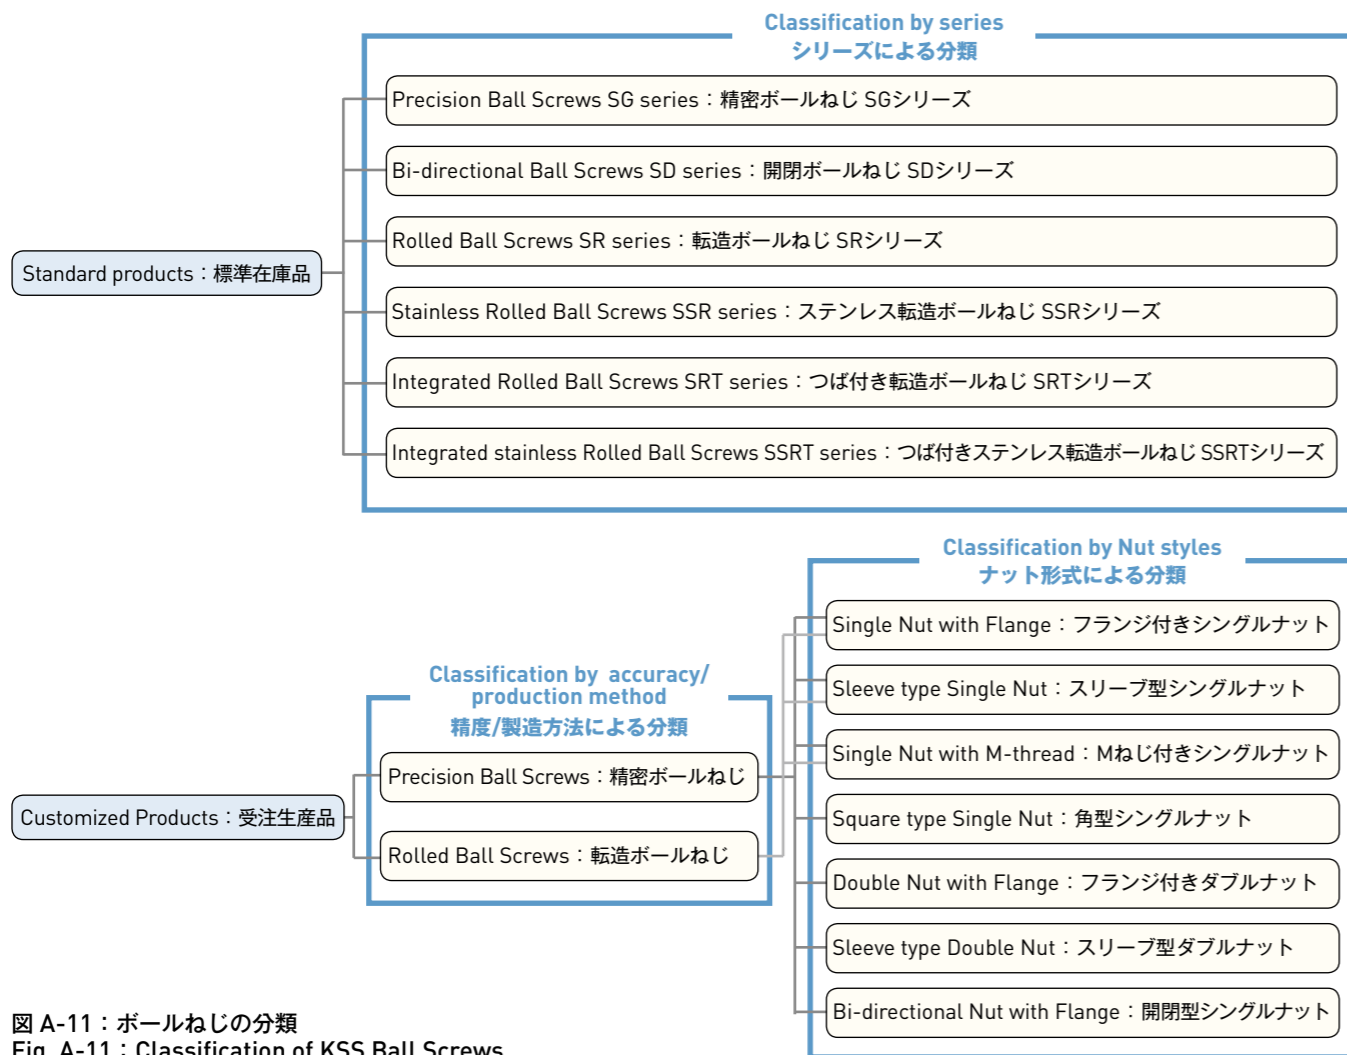 Classification by series
シリーズによる分類
Precision Ball Screws SG series：精密ボールねじ SGシリーズ
Bi-directional Ball Screws SD series：開閉ボールねじ SDシリーズ
Rolled Ball Screws SR series：転造ボールねじ SRシリーズ
Standard products：標準在庫品
Stainless Rolled Ball Screws SSR series：ステンレス転造ボールねじ SSRシリーズ
Integrated Rolled Ball Screws SRT series：つば付き転造ボールねじ SRTシリーズ
Integrated stainless Rolled Ball Screws SSRT series：つば付きステンレス転造ボールねじ SSRTシリーズ
Classification by Nut styles
ナット形式による分類
Single Nut with Flange：フランジ付きシングルナット
Classification by accuracy/
production method
精度/製造方法による分類
Sleeve type Single Nut：スリーブ型シングルナット
Single Nut with M-thread：Mねじ付きシングルナット
Precision Ball Screws：精密ボールねじ
Customized Products：受注生産品
Square type Single Nut：角型シングルナット
Rolled Ball Screws：転造ボールねじ
Double Nut with Flange：フランジ付きダブルナット
Sleeve type Double Nut：スリーブ型ダブルナット
Bi-directional Nut with Flange：開閉型シングルナット
図 A-11：ボールねじの分類
Fig. A-11：Classification of KSS Ball Screws